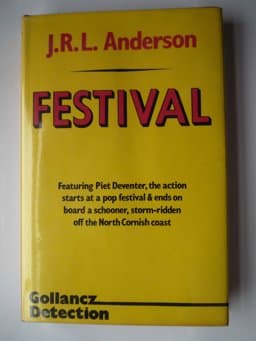 J.R.L. Anderson
FESTIVAL
Featuring Piet Deventer, the action
starts at a pop festival & ends on
board a schooner, storm-ridden
off the North Cornish coast
Gollancz
Detection